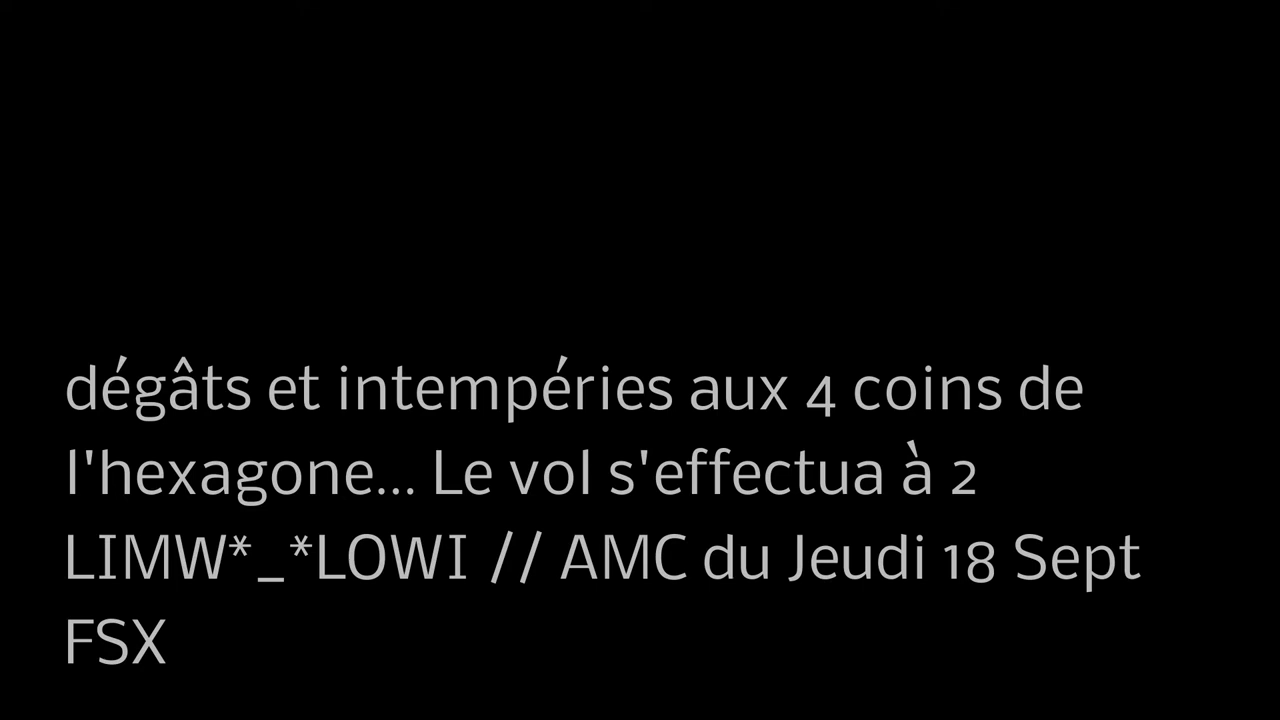 dégâts et intempéries aux 4 coins de
l'hexagone... Le vol s'effectua à 2
LIMW*_*LOWI // AMC du Jeudi 18 Sept
FSX